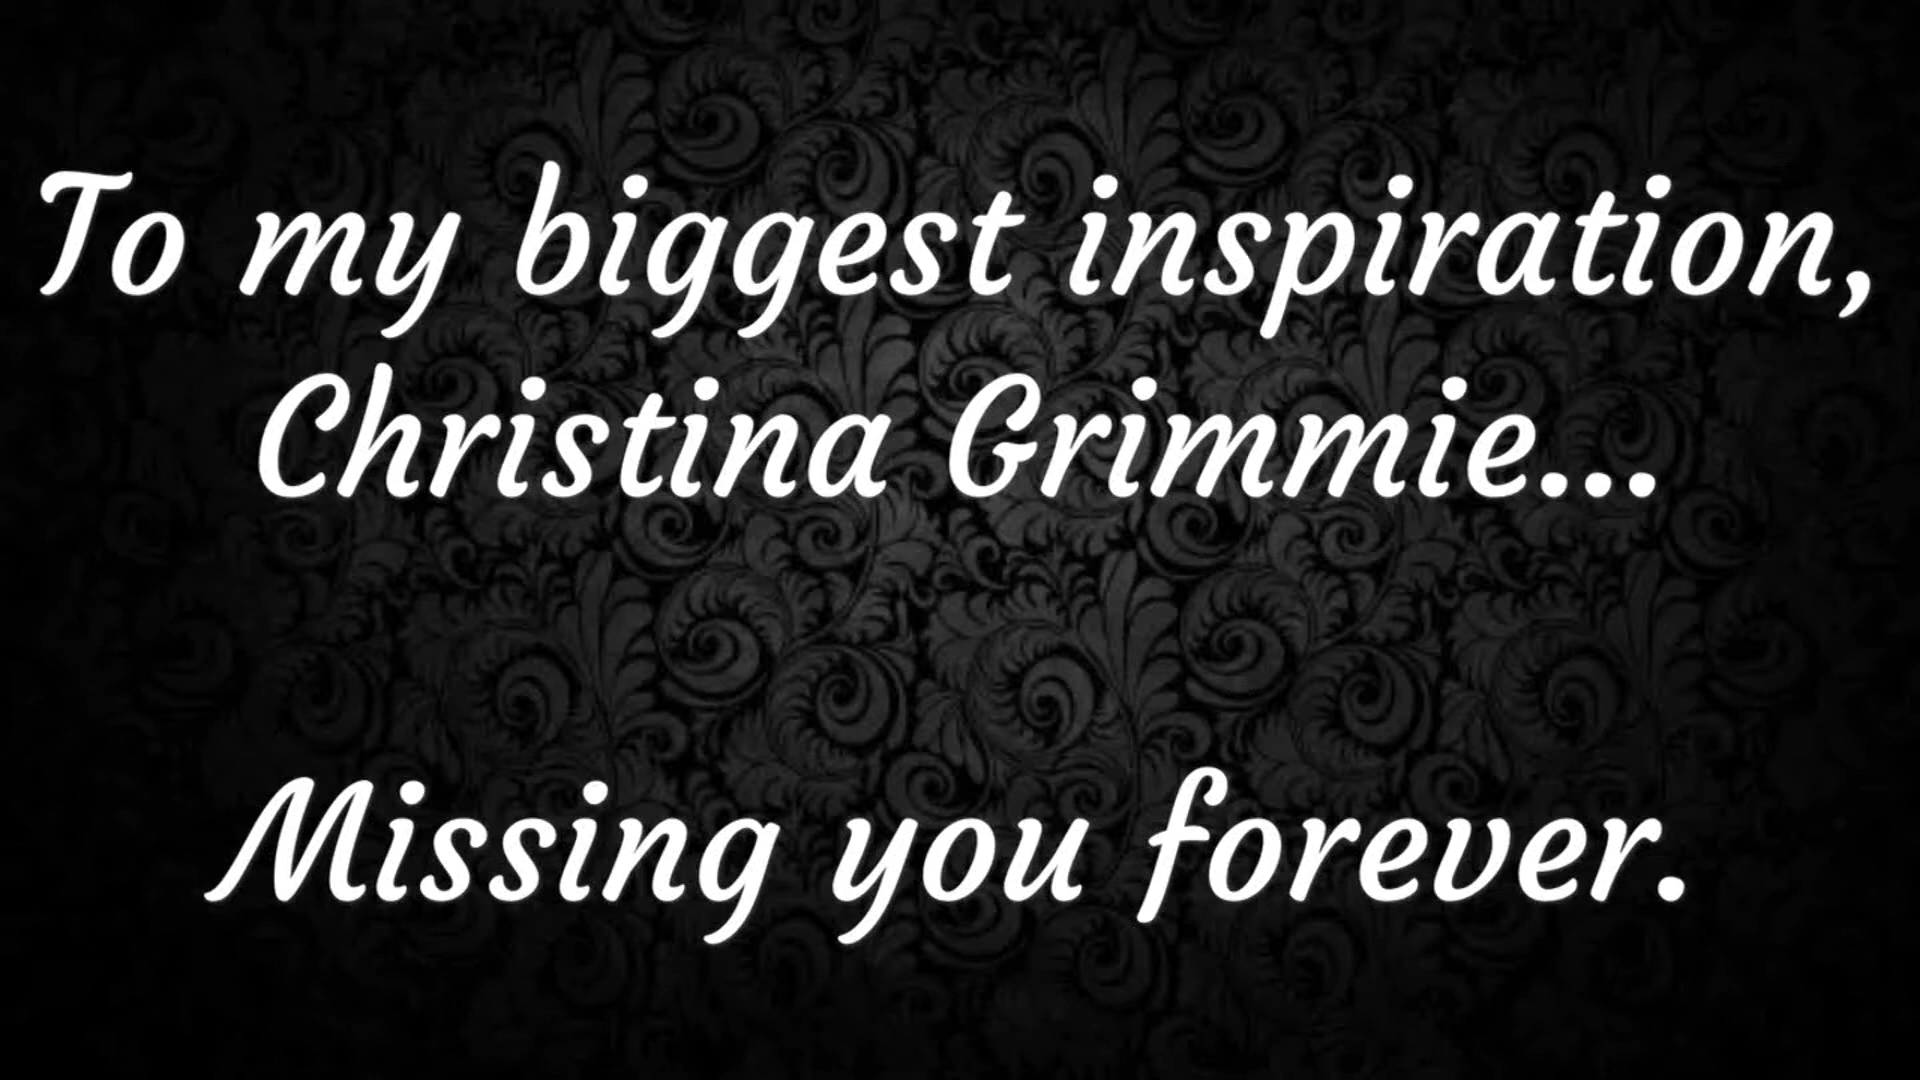 To my biggest inspiration,
Christina Grimmie...
Missing you forever.